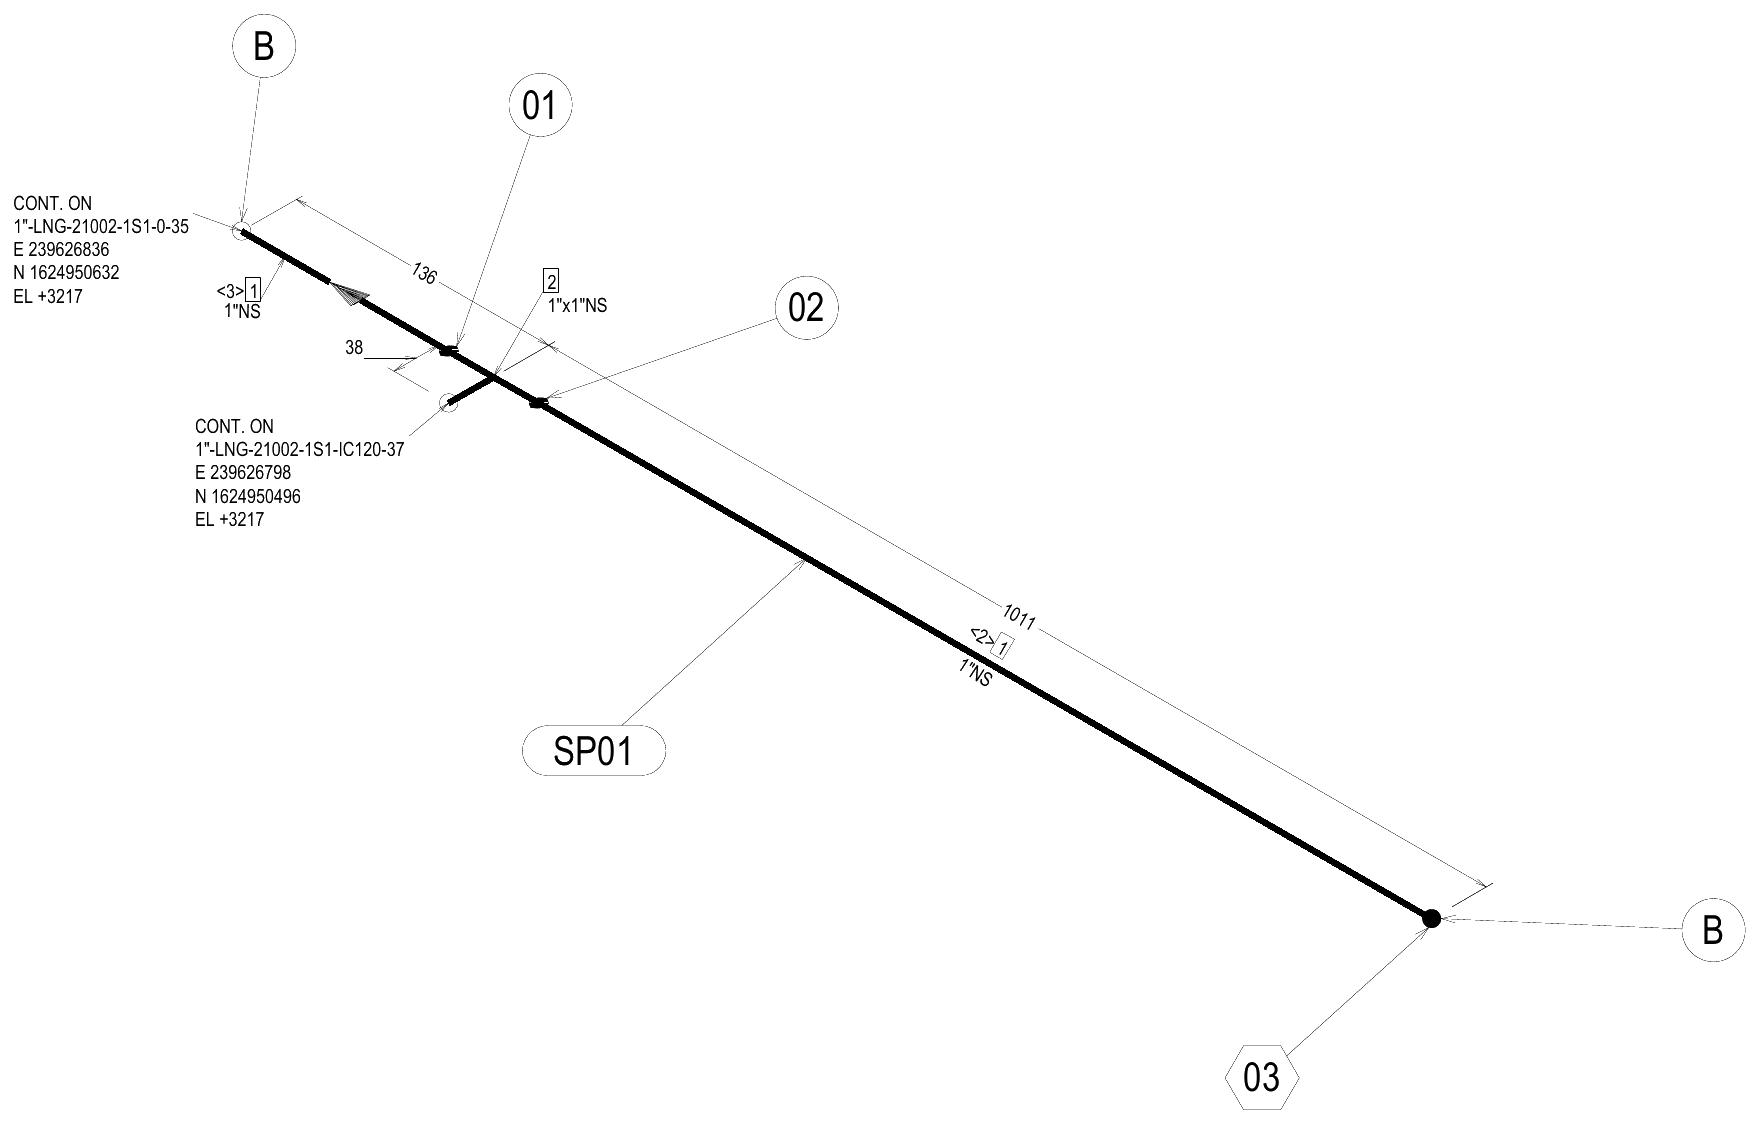 B
01
CONT. ON
1"-LNG-21002-1S1-0-35
E 239626836
N 1624950632
EL +3217
136
<3> 1
1"NS
2
1"x1"NS
02
38
CONT. ON
1"-LNG-21002-1S1-IC120-37
E 239626798
N 1624950496
EL +3217
1011
<2> 1
1"NS
SP01
B
03